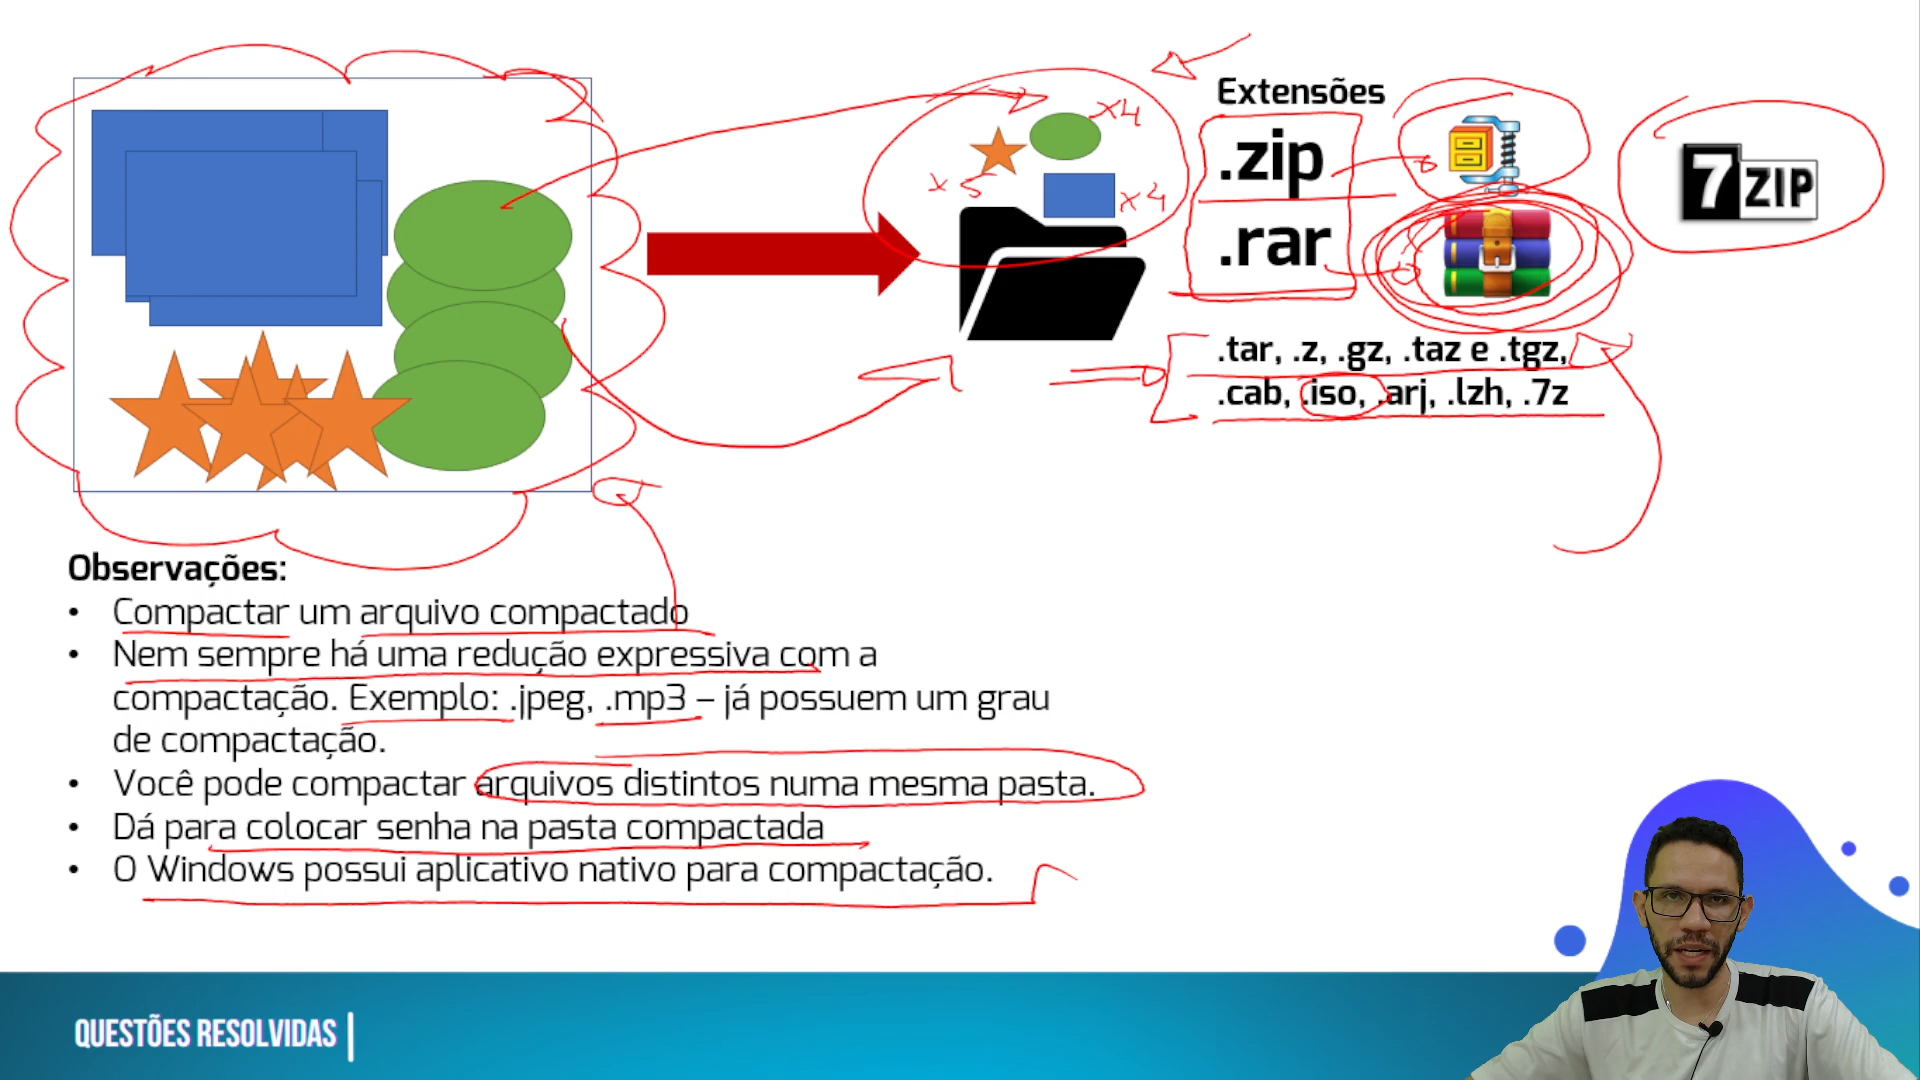 x4
x5
x4
Extensões
.zip
.rar
7ZIP
.tar, .z, .gz, .taz e .tgz,
.cab, .iso, .arj, .lzh, .7z
Observações:
• Compactar um arquivo compactado
• Nem sempre há uma redução expressiva com a
compactação. Exemplo: .jpeg, .mp3 – já possuem um grau
de compactação.
• Você pode compactar arquivos distintos numa mesma pasta.
• Dá para colocar senha na pasta compactada
• O Windows possui aplicativo nativo para compactação.
QUESTÕES RESOLVIDAS |